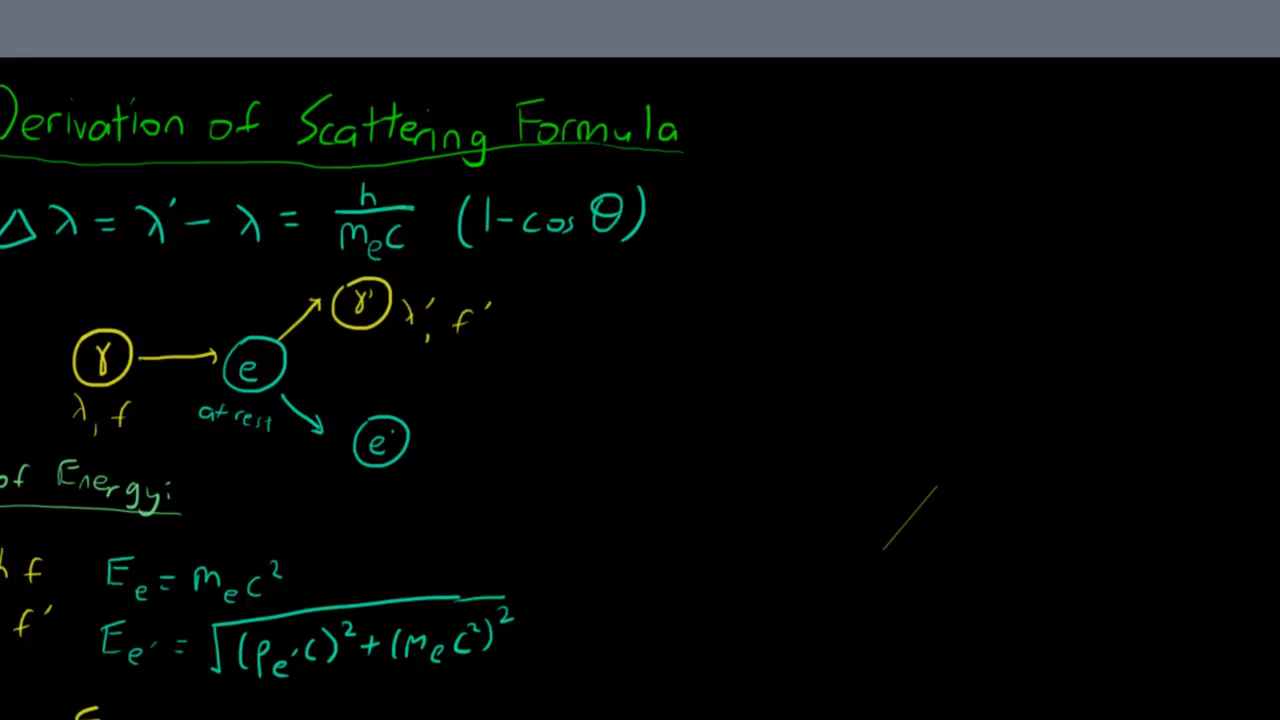 Derivation of Scattering Formula
Δλ = λ' - λ = h/(m_e c) (1 - cos θ)
γ' λ', f'
γ e
λ, f at rest
e'
of Energy:
h f E_e = m_e c²
f' E_e' = √((p_e' c)² + (m_e c²)²)
E